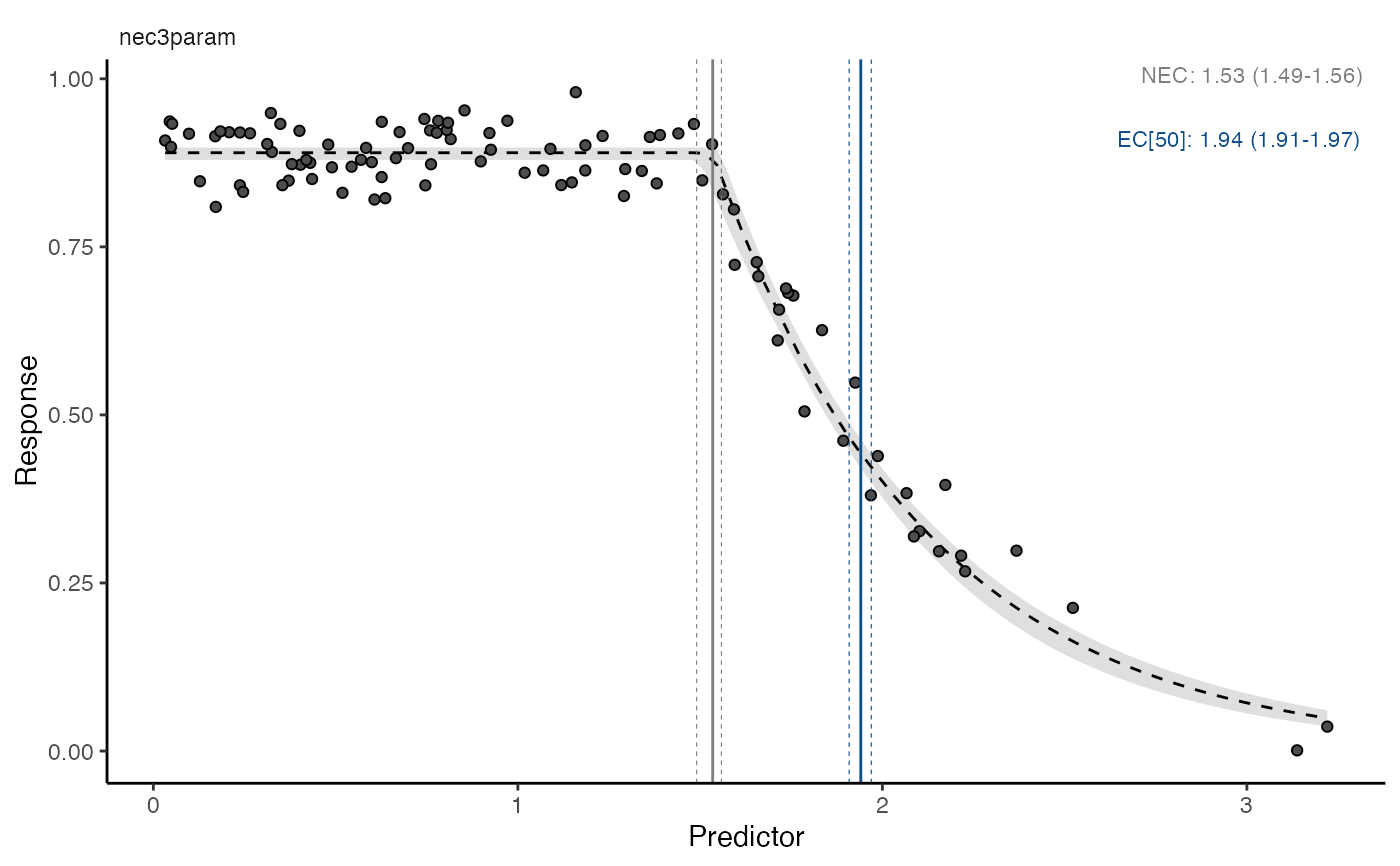 nec3param
NEC: 1.53 (1.49-1.56)
EC[50]: 1.94 (1.91-1.97)
1.00
0.75
0.50
0.25
0.00
Response
0 1 2 3
Predictor